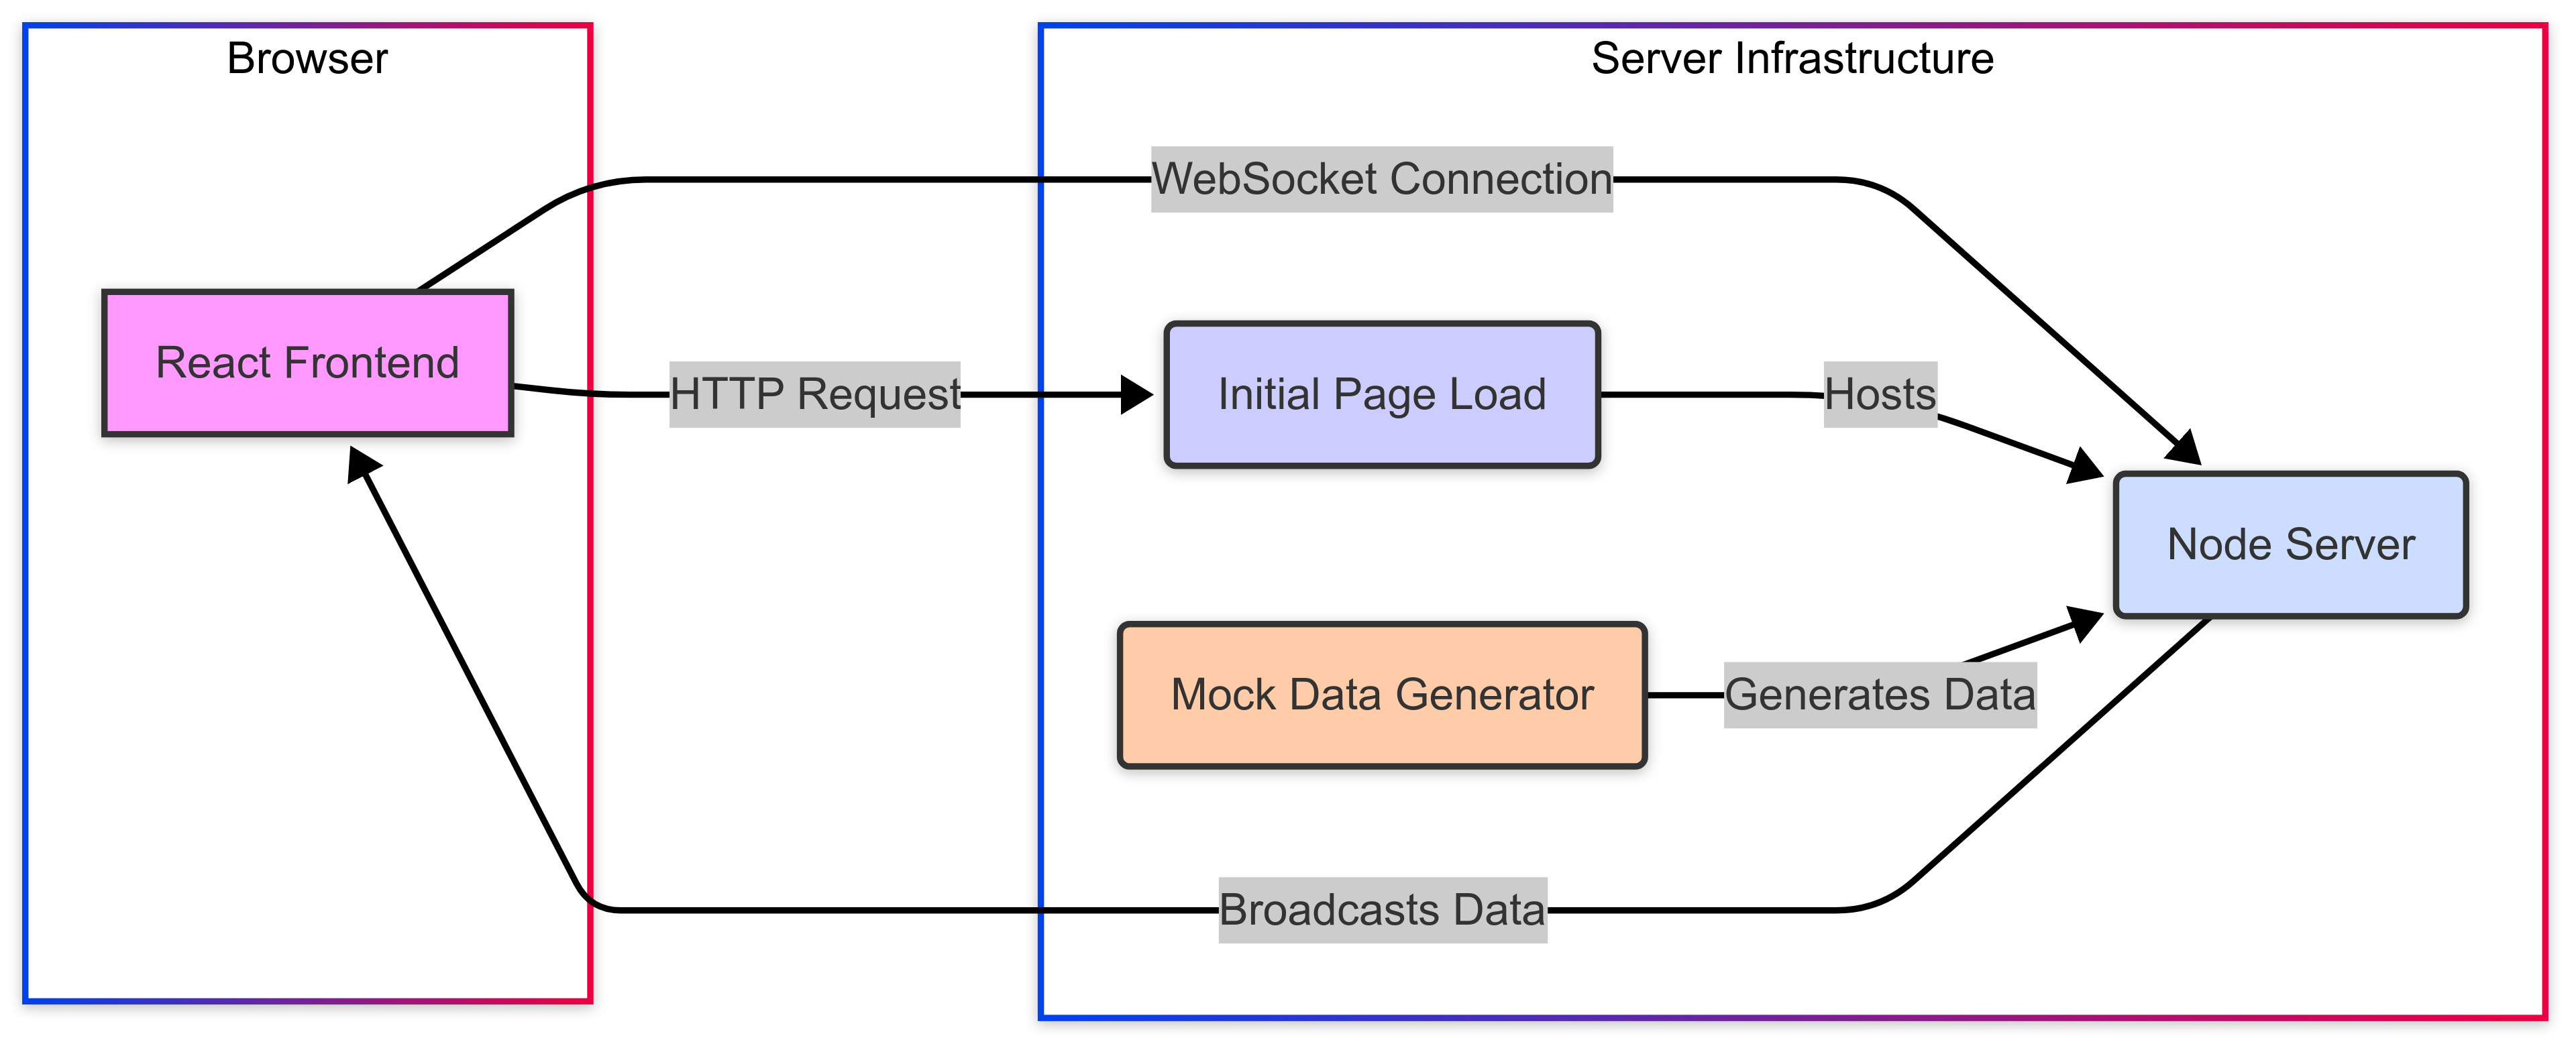 Browser
Server Infrastructure
WebSocket Connection
React Frontend
HTTP Request
Initial Page Load
Hosts
Node Server
Mock Data Generator
Generates Data
Broadcasts Data